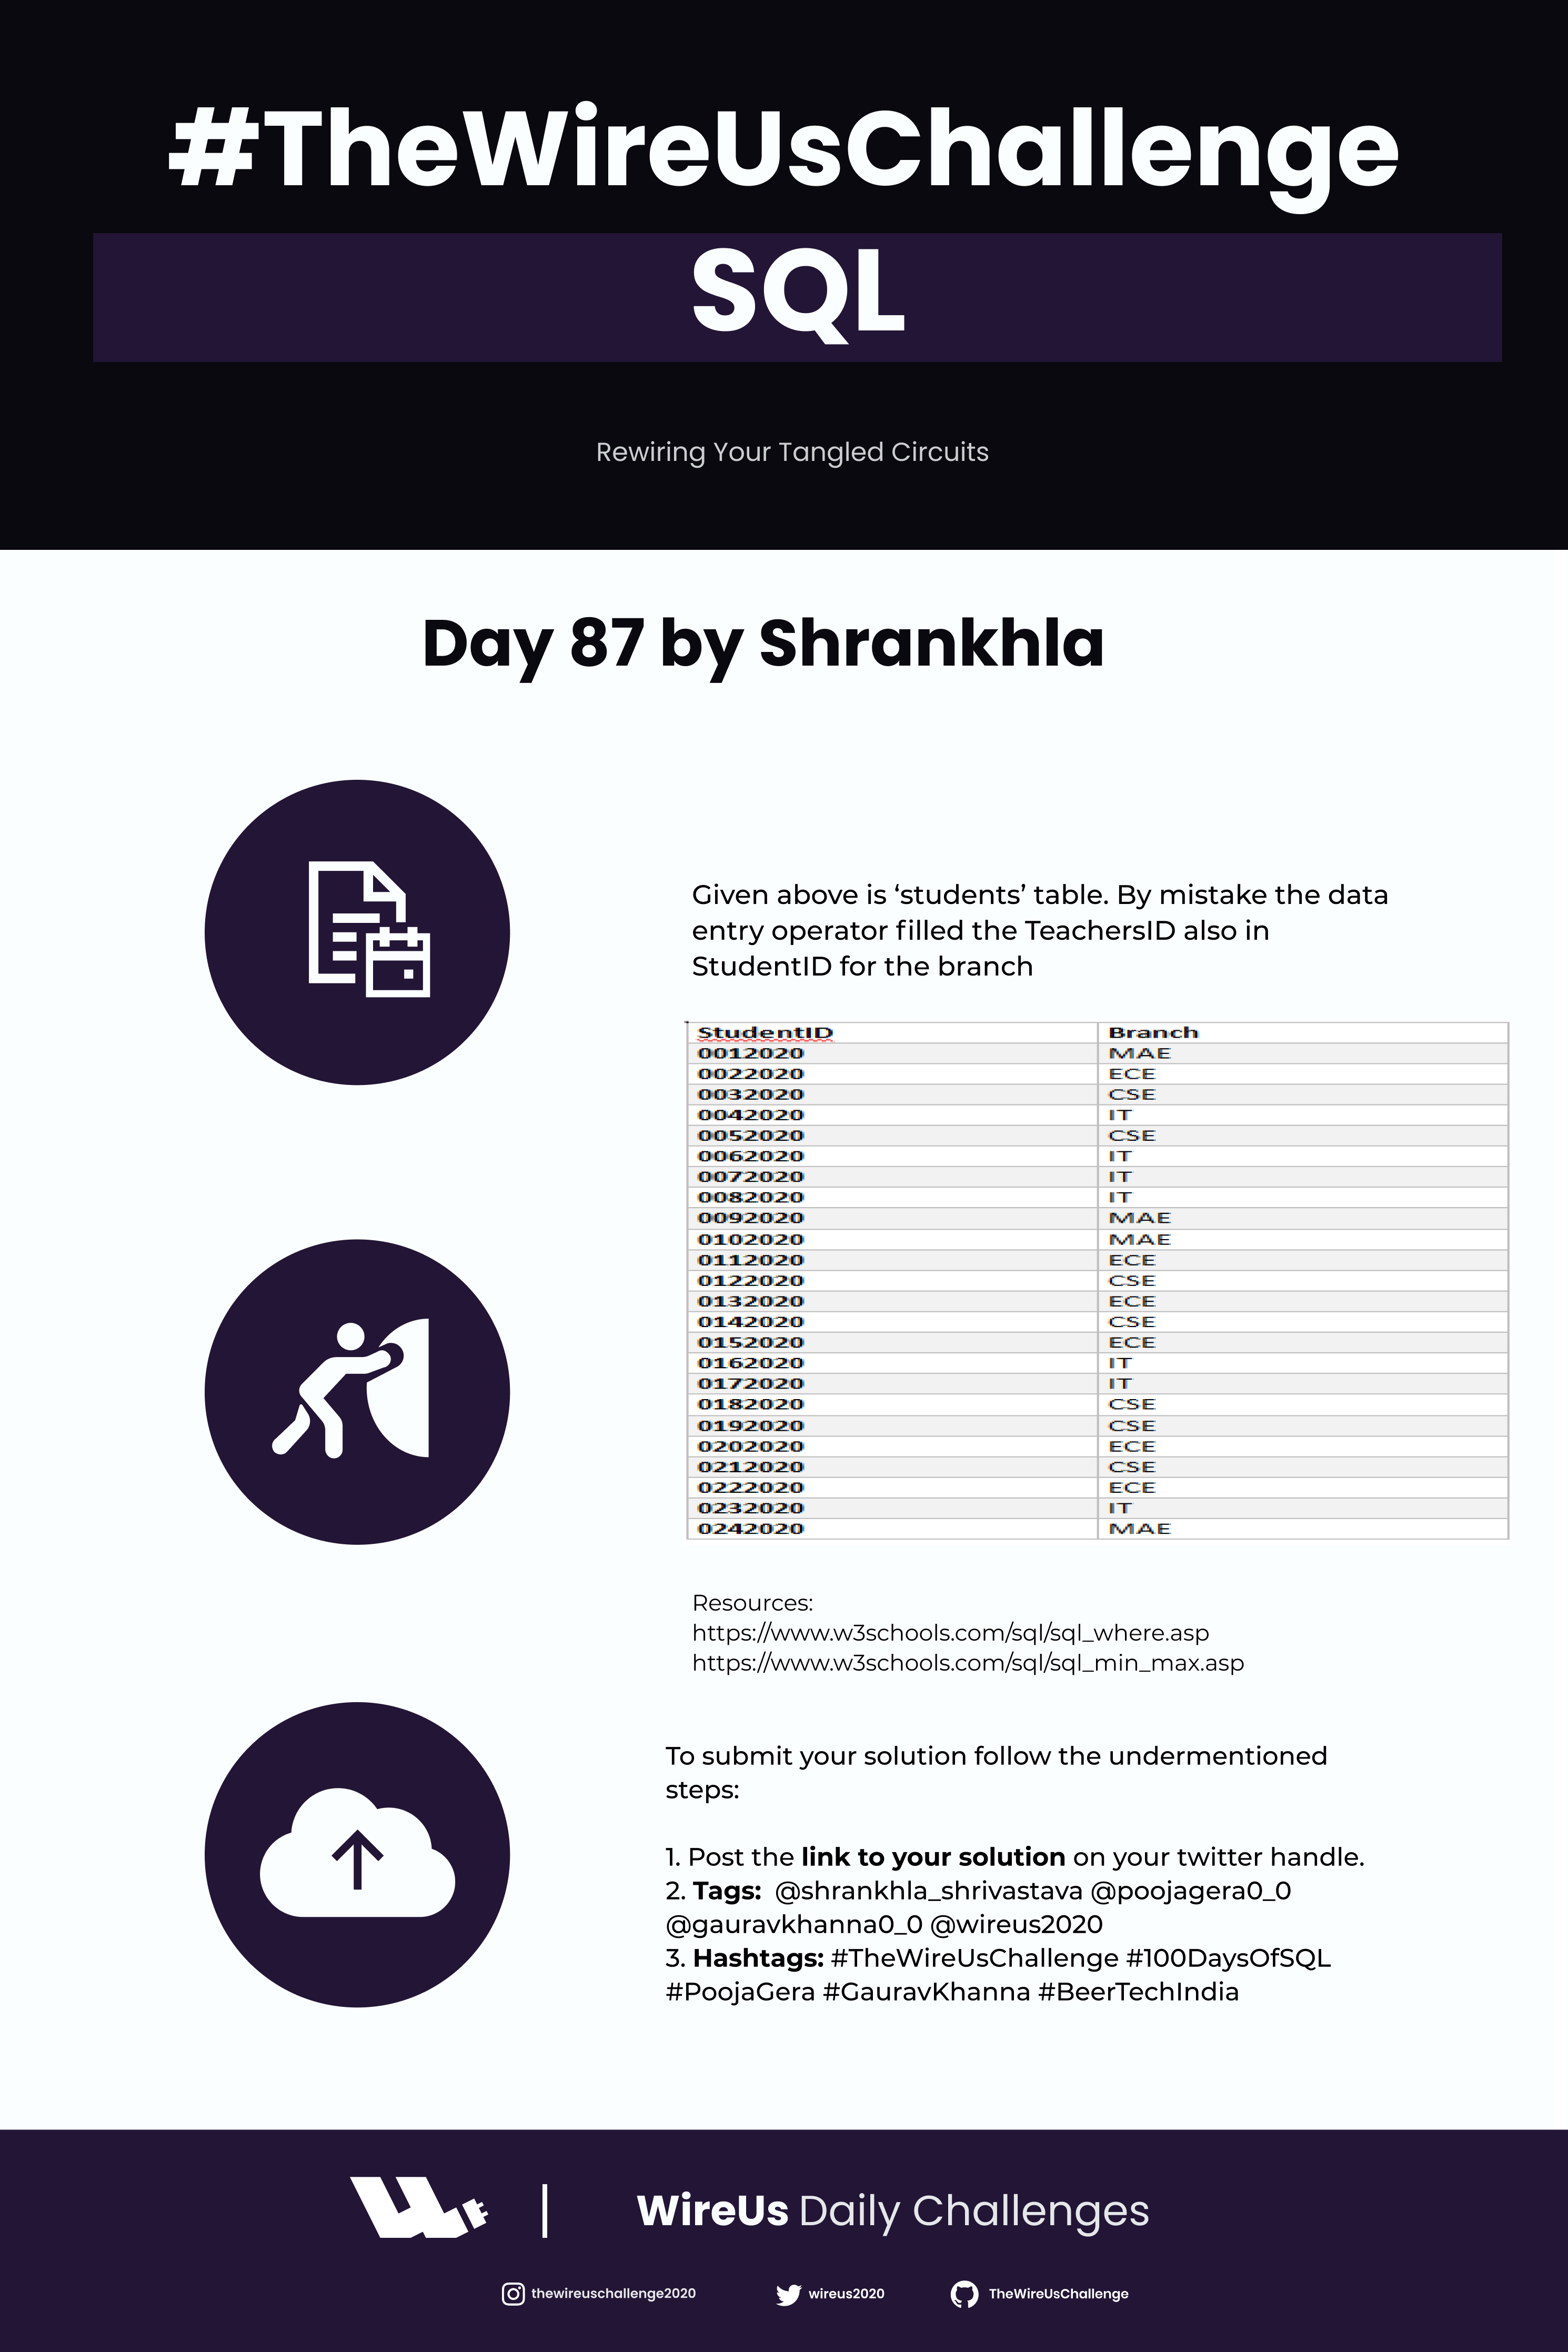 #TheWireUsChallenge
SQL
Rewiring Your Tangled Circuits
Day 87 by Shrankhla
Given above is ‘students’ table. By mistake the data
entry operator filled the TeachersID also in
StudentID for the branch
StudentID Branch
0012020 MAE
0022020 ECE
0032020 CSE
0042020 IT
0052020 CSE
0062020 IT
0072020 IT
0082020 IT
0092020 MAE
0102020 MAE
0112020 ECE
0122020 CSE
0132020 ECE
0142020 CSE
0152020 ECE
0162020 IT
0172020 IT
0182020 CSE
0192020 CSE
0202020 ECE
0212020 CSE
0222020 ECE
0232020 IT
0242020 MAE
Resources:
https://www.w3schools.com/sql/sql_where.asp
https://www.w3schools.com/sql/sql_min_max.asp
To submit your solution follow the undermentioned
steps:
1. Post the link to your solution on your twitter handle.
2. Tags: @shrankhla_shrivastava @poojagera0_0
@gauravkhanna0_0 @wireus2020
3. Hashtags: #TheWireUsChallenge #100DaysOfSQL
#PoojaGera #GauravKhanna #BeerTechIndia
WireUs Daily Challenges
thewireuschallenge2020 wireus2020 TheWireUsChallenge